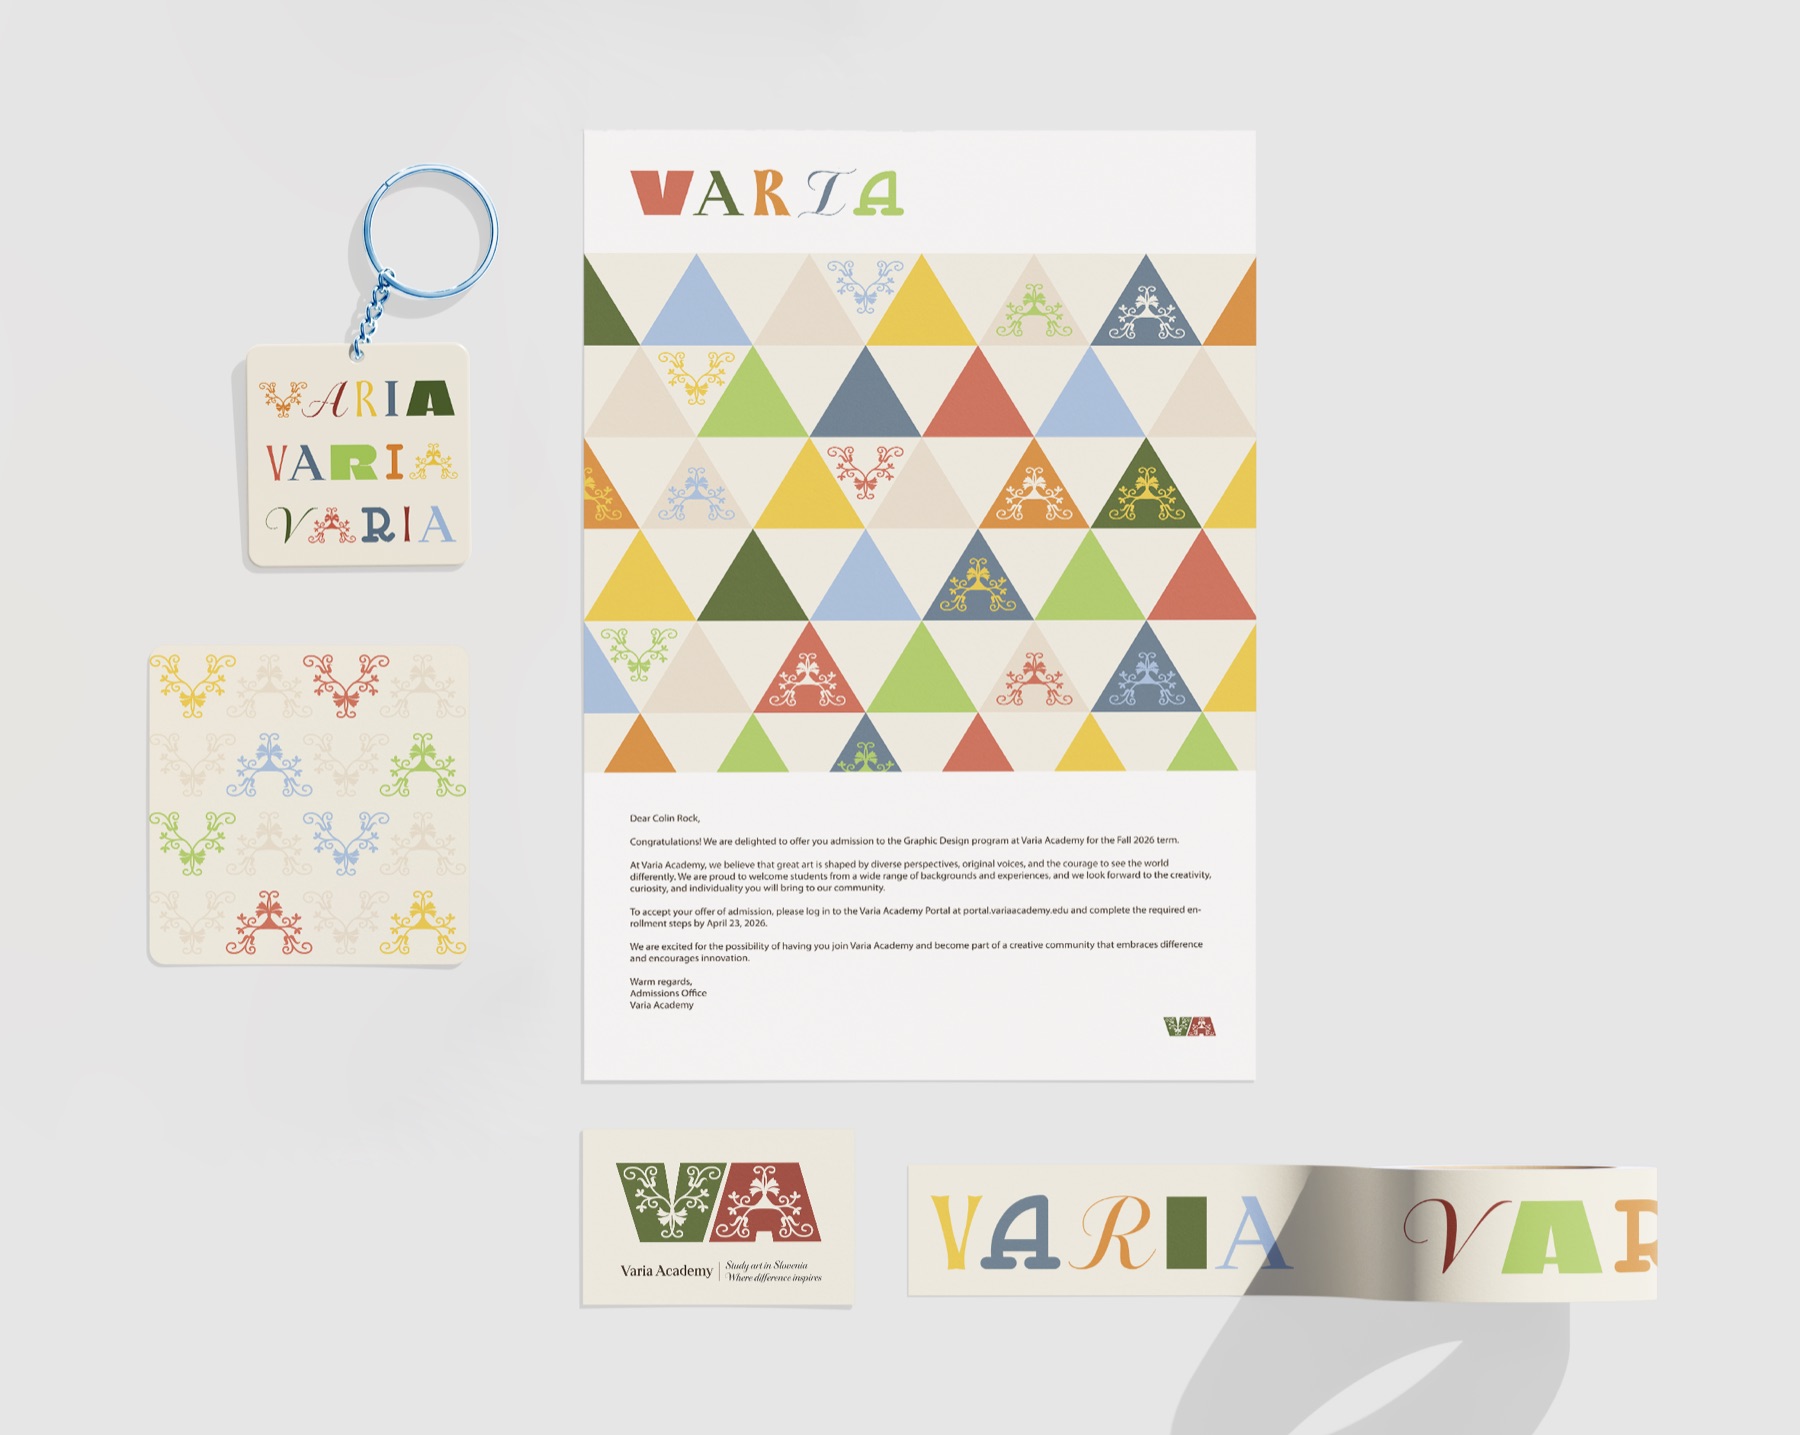 VARIA
VARIA
VARIA
VARIA
Dear Colin Rock,
Congratulations! We are delighted to offer you admission to the Graphic Design program at Varia Academy for the Fall 2026 term.
At Varia Academy, we believe that great art is shaped by diverse perspectives, original voices, and the courage to see the world
differently. We are proud to welcome students from a wide range of backgrounds and experiences, and we look forward to the creativity,
curiosity, and individuality you will bring to our community.
To accept your offer of admission, please log in to the Varia Academy Portal at portal.variaacademy.edu and complete the required en-
rollment steps by April 23, 2026.
We are excited for the possibility of having you join Varia Academy and become part of a creative community that embraces difference
and encourages innovation.
Warm regards,
Admissions Office
Varia Academy
VA
VA
Varia Academy | Study art in Slovenia
Where difference inspires
VARIA VAR